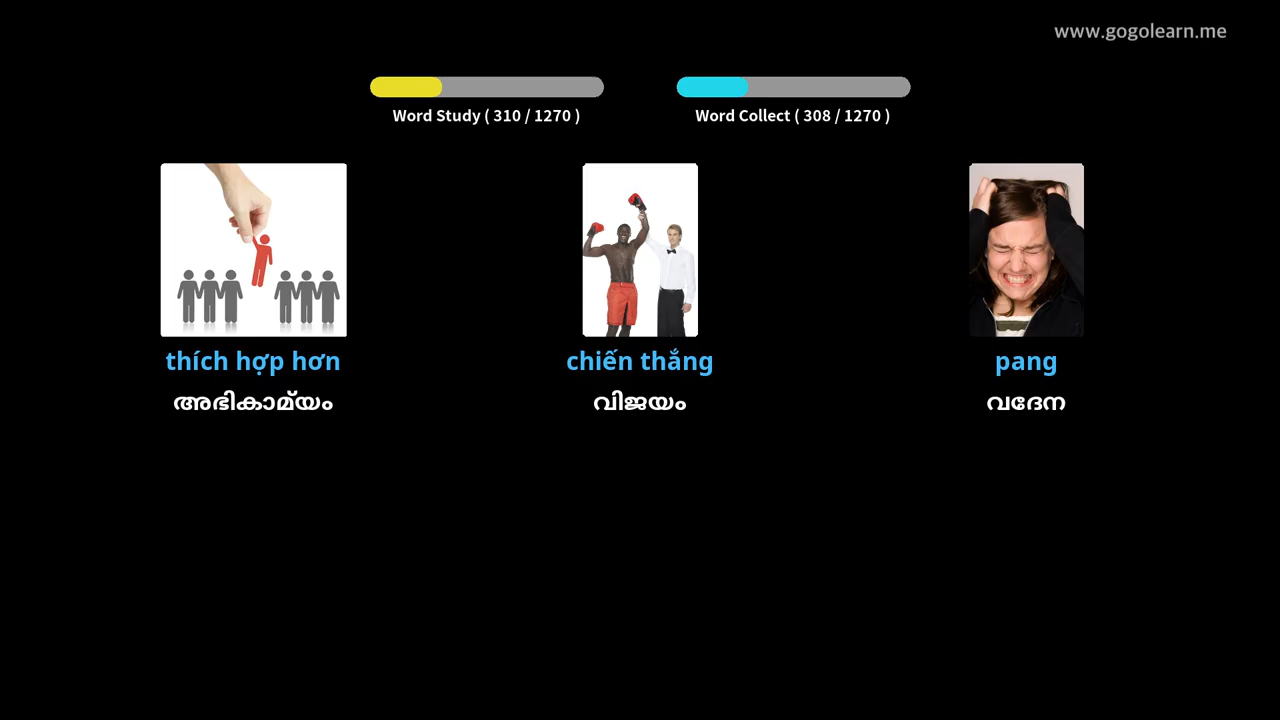 www.gogolearn.me
Word Study ( 310 / 1270 )
Word Collect ( 308 / 1270 )
thích hợp hơn
chiến thắng
pang
അഭികാമ്യം
വിജയം
വദേന